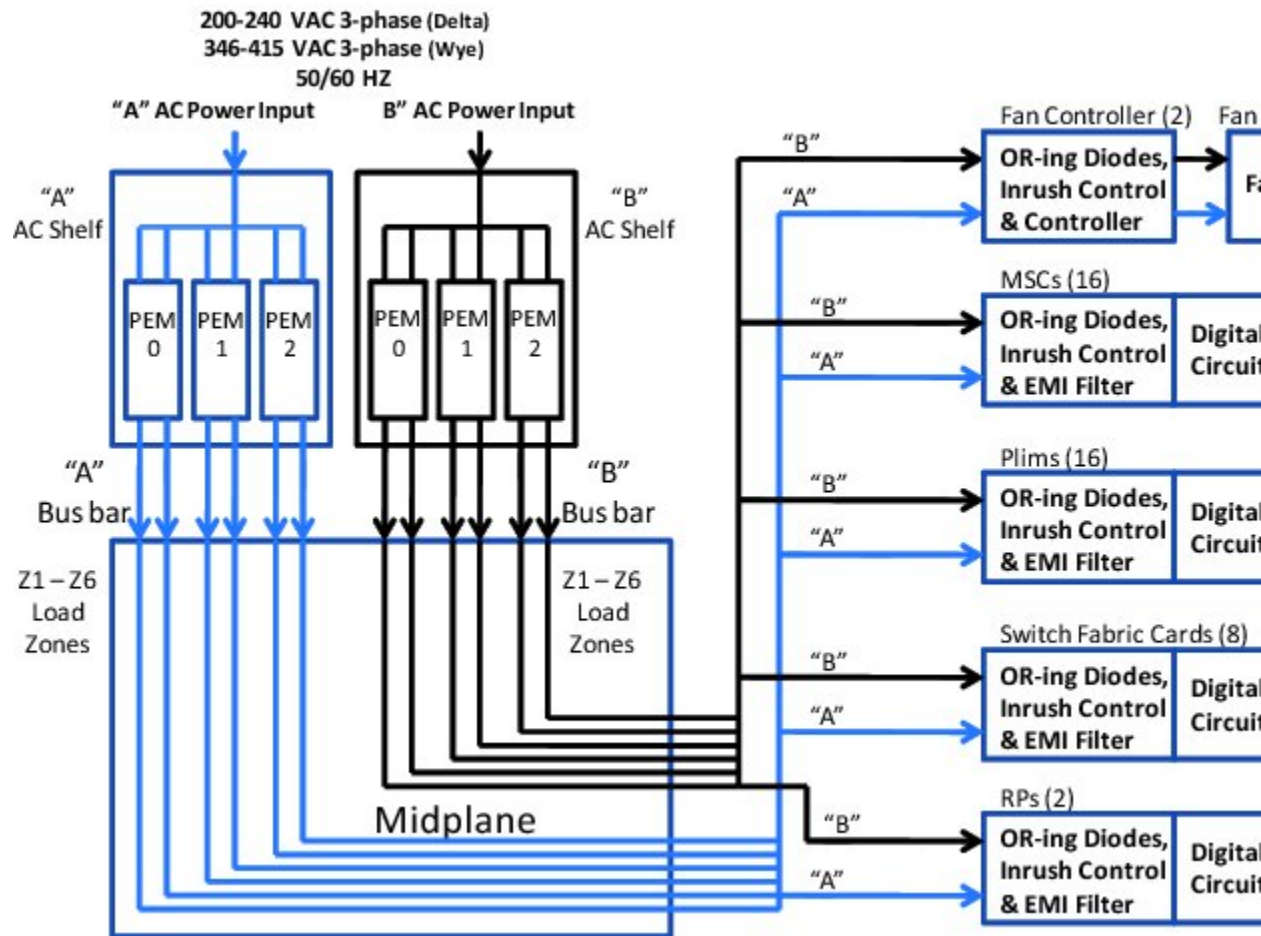 200-240 VAC 3-phase (Delta)
346-415 VAC 3-phase (Wye)
50/60 HZ
“A” AC Power Input
B” AC Power Input
“A”
AC Shelf
“B”
AC Shelf
PEM
0
PEM
1
PEM
2
PEM
0
PEM
1
PEM
2
“A”
Bus bar
“B”
Bus bar
Z1 – Z6
Load
Zones
Z1 – Z6
Load
Zones
Midplane
“B”
“A”
Fan Controller (2)
OR-ing Diodes,
Inrush Control
& Controller
Fan
Fa
“B”
“A”
MSCs (16)
OR-ing Diodes,
Inrush Control
& EMI Filter
Digital
Circuit
“B”
“A”
Plims (16)
OR-ing Diodes,
Inrush Control
& EMI Filter
Digital
Circuit
“B”
“A”
Switch Fabric Cards (8)
OR-ing Diodes,
Inrush Control
& EMI Filter
Digital
Circuit
“B”
“A”
RPs (2)
OR-ing Diodes,
Inrush Control
& EMI Filter
Digital
Circuit